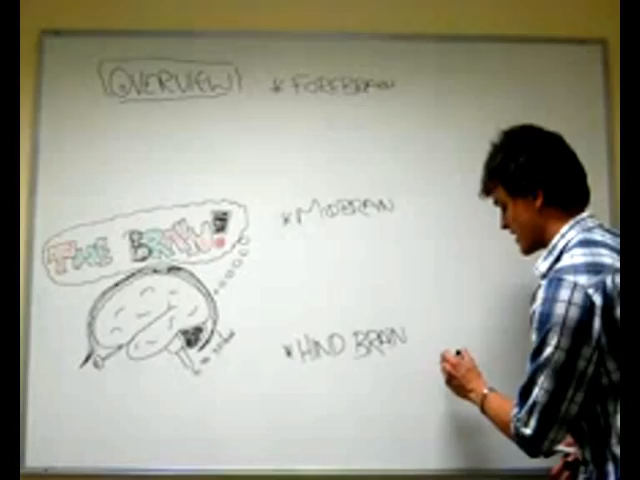 OVERVIEW
* FOREBRAIN
* MIDBRAIN
THE BRAIN!
* HIND BRAIN